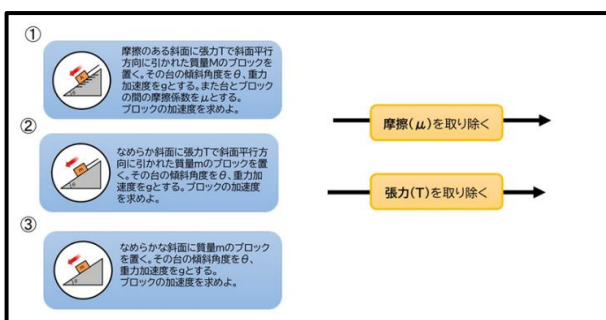 ①
摩擦のある斜面に張力Tで斜面平行
方向に引かれた質量Mのブロックを
置く。その台の傾斜角度をθ、重力
加速度をgとする。また台とブロック
の間の摩擦係数をμとする。
ブロックの加速度を求めよ。
②
なめらか斜面に張力Tで斜面平行方
向に引かれた質量mのブロックを置
く。その台の傾斜角度をθ、重力加
速度をgとする。ブロックの加速度
を求めよ。
③
なめらかな斜面に質量mのブロック
を置く。その台の傾斜角度をθ、
重力加速度をgとする。
ブロックの加速度を求めよ。
摩擦(μ)を取り除く
張力(T)を取り除く